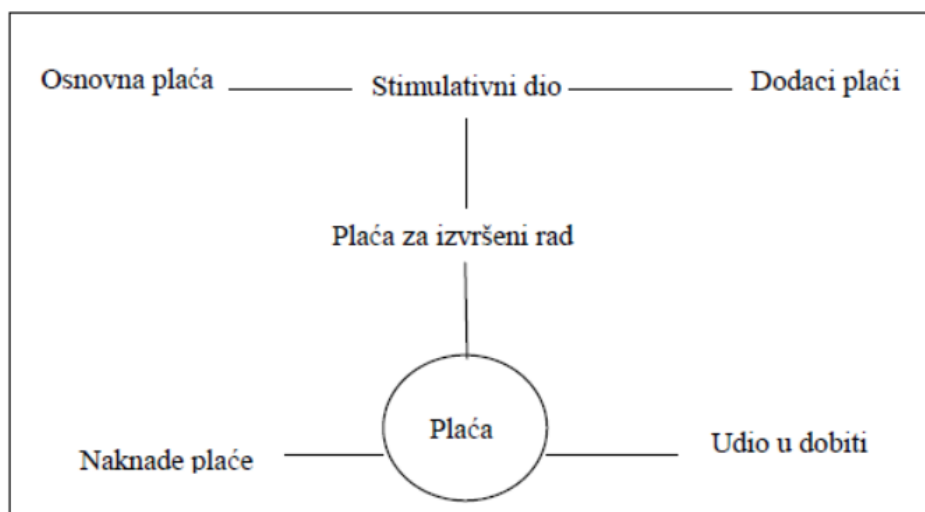 Osnovna plaća
Stimulativni dio
Dodaci plaći
Plaća za izvršeni rad
Plaća
Naknade plaće
Udio u dobiti